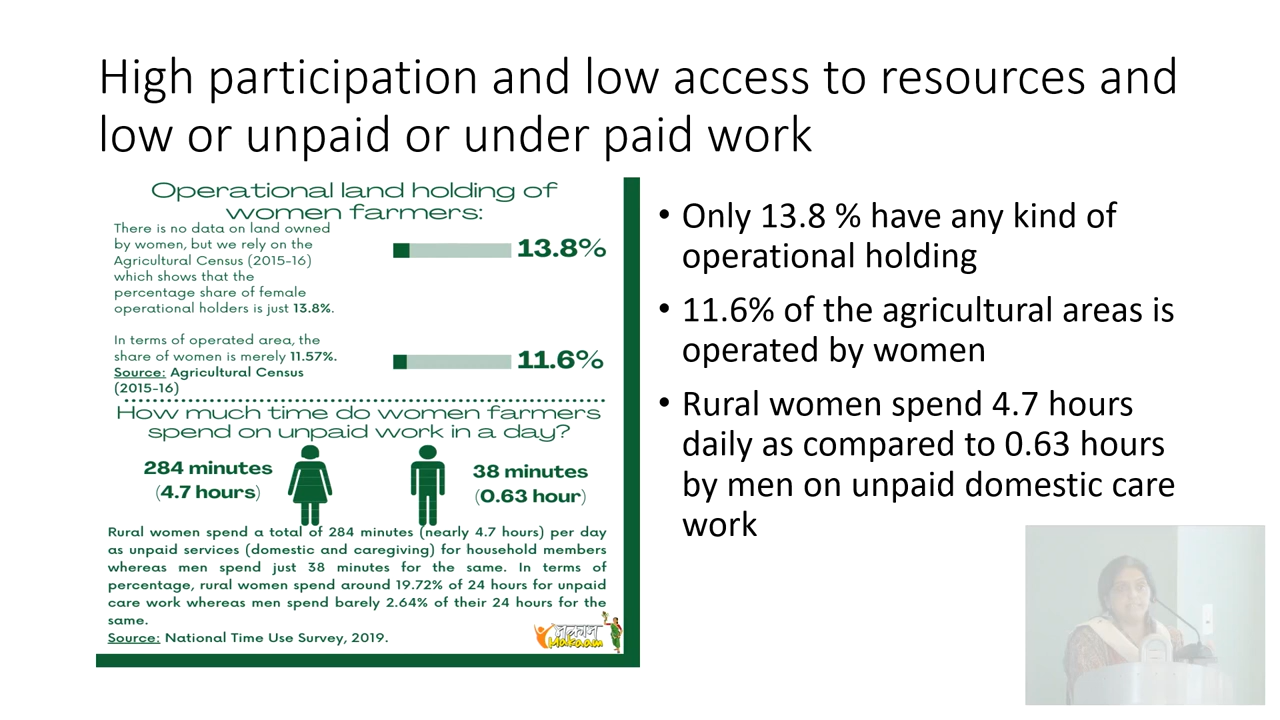 High participation and low access to resources and
low or unpaid or under paid work
Operational land holding of
women farmers:
There is no data on land owned
by women, but we rely on the
Agricultural Census (2015-16)
which shows that the
percentage share of female
operational holders is just 13.8%.
13.8%
In terms of operated area, the
share of women is merely 11.57%.
Source: Agricultural Census
(2015-16)
11.6%
How much time do women farmers
spend on unpaid work in a day?
284 minutes
(4.7 hours)
38 minutes
(0.63 hour)
Rural women spend a total of 284 minutes (nearly 4.7 hours) per day
as unpaid services (domestic and caregiving) for household members
whereas men spend just 38 minutes for the same. In terms of
percentage, rural women spend around 19.72% of 24 hours for unpaid
care work whereas men spend barely 2.64% of their 24 hours for the
same.
Source: National Time Use Survey, 2019.
Makaam
• Only 13.8 % have any kind of
operational holding
• 11.6% of the agricultural areas is
operated by women
• Rural women spend 4.7 hours
daily as compared to 0.63 hours
by men on unpaid domestic care
work